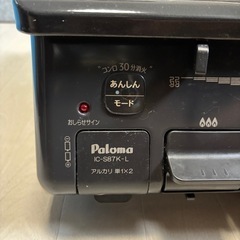 コンロ30分消火
あんしん
モード
おしらせサイン
Paloma
IC-S87K-L
アルカリ 単1×2